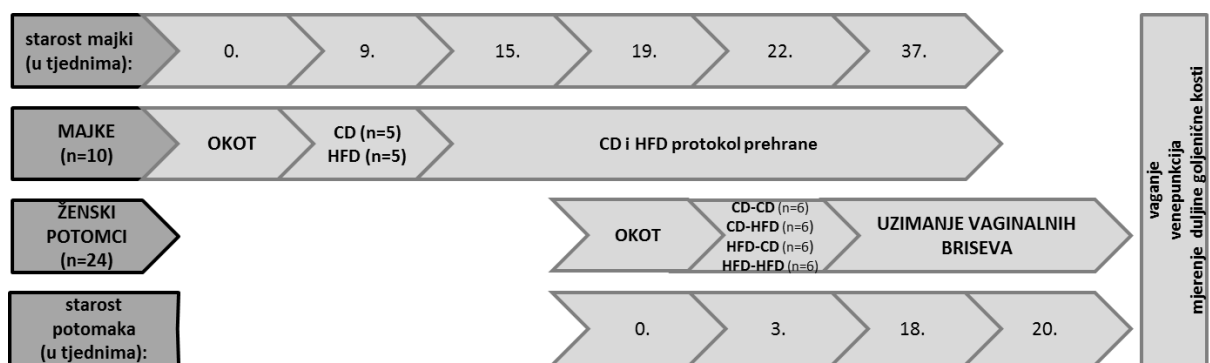 starost majki
(u tjednima):
0.
9.
15.
19.
22.
37.
MAJKE
(n=10)
OKOT
CD (n=5)
HFD (n=5)
CD i HFD protokol prehrane
ŽENSKI
POTOMCI
(n=24)
OKOT
CD-CD (n=6)
CD-HFD (n=6)
HFD-CD (n=6)
HFD-HFD (n=6)
UZIMANJE VAGINALNIH
BRISEVA
starost
potomaka
(u tjednima):
0.
3.
18.
20.
vaganje
venepunkcija
mjerenje duljine goljenične kosti